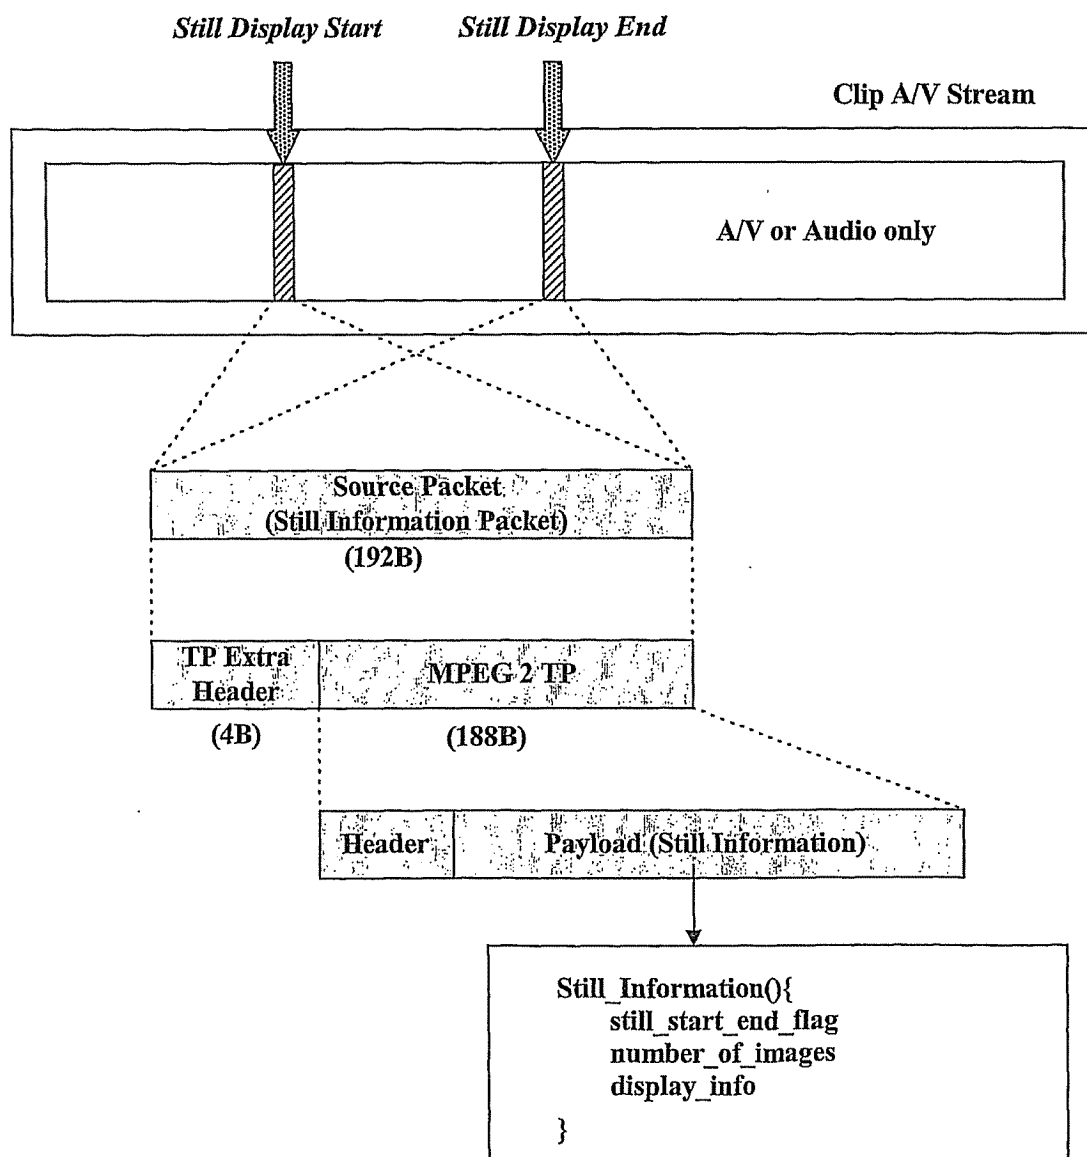 Still Display Start
Still Display End
Clip A/V Stream
A/V or Audio only
Source Packet
(Still Information Packet)
(192B)
TP Extra
Header
MPEG 2 TP
(4B)
(188B)
Header
Payload (Still Information)
Still_Information(){
still_start_end_flag
number_of_images
display_info
}